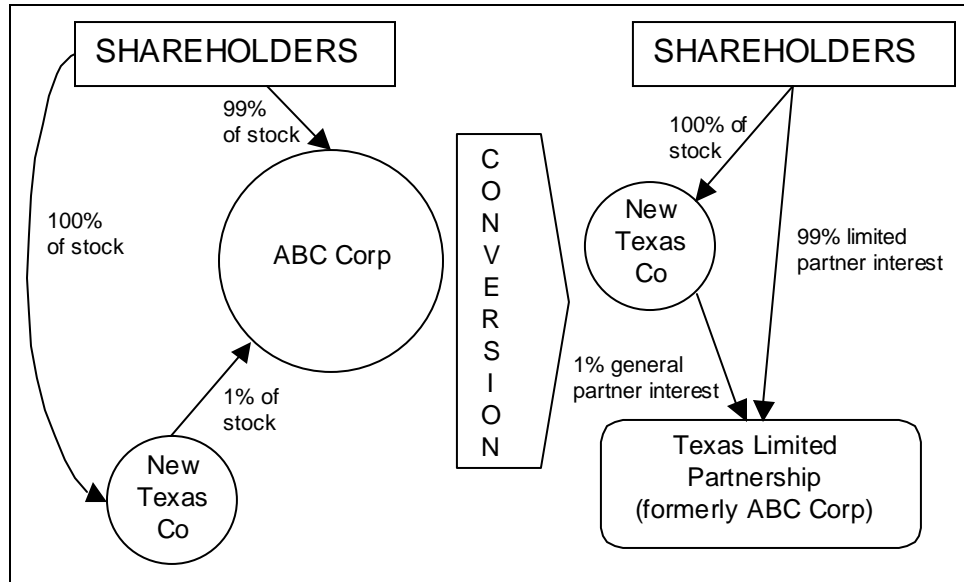 SHAREHOLDERS
99%
of stock
100%
of stock
ABC Corp
1% of
stock
New
Texas
Co
C
O
N
V
E
R
S
I
O
N
SHAREHOLDERS
100% of
stock
New
Texas
Co
99% limited
partner interest
1% general
partner interest
Texas Limited
Partnership
(formerly ABC Corp)